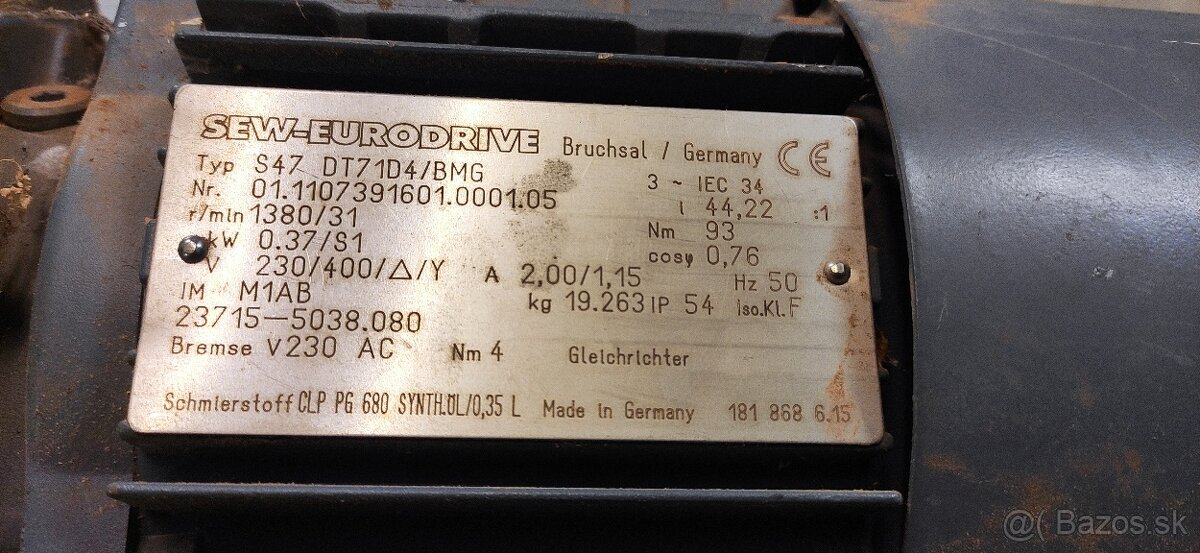 SEW-EURODRIVE Bruchsal / Germany CE
Typ S47 DT71D4/BMG 3 ~ IEC 34
Nr. 01.1107391601.0001.05 i 44,22 :1
r/min 1380/31 Nm 93
kW 0.37/S1 cosφ 0,76
V 230/400/△/Y A 2,00/1,15 Hz 50
IM M1AB kg 19.263 IP 54 Iso.Kl. F
23715-5038.080
Bremse V 230 AC Nm 4 Gleichrichter
Schmierstoff CLP PG 680 SYNTH.ÖL/0,35 L Made in Germany 181 868 6.15
@( Bazos.sk